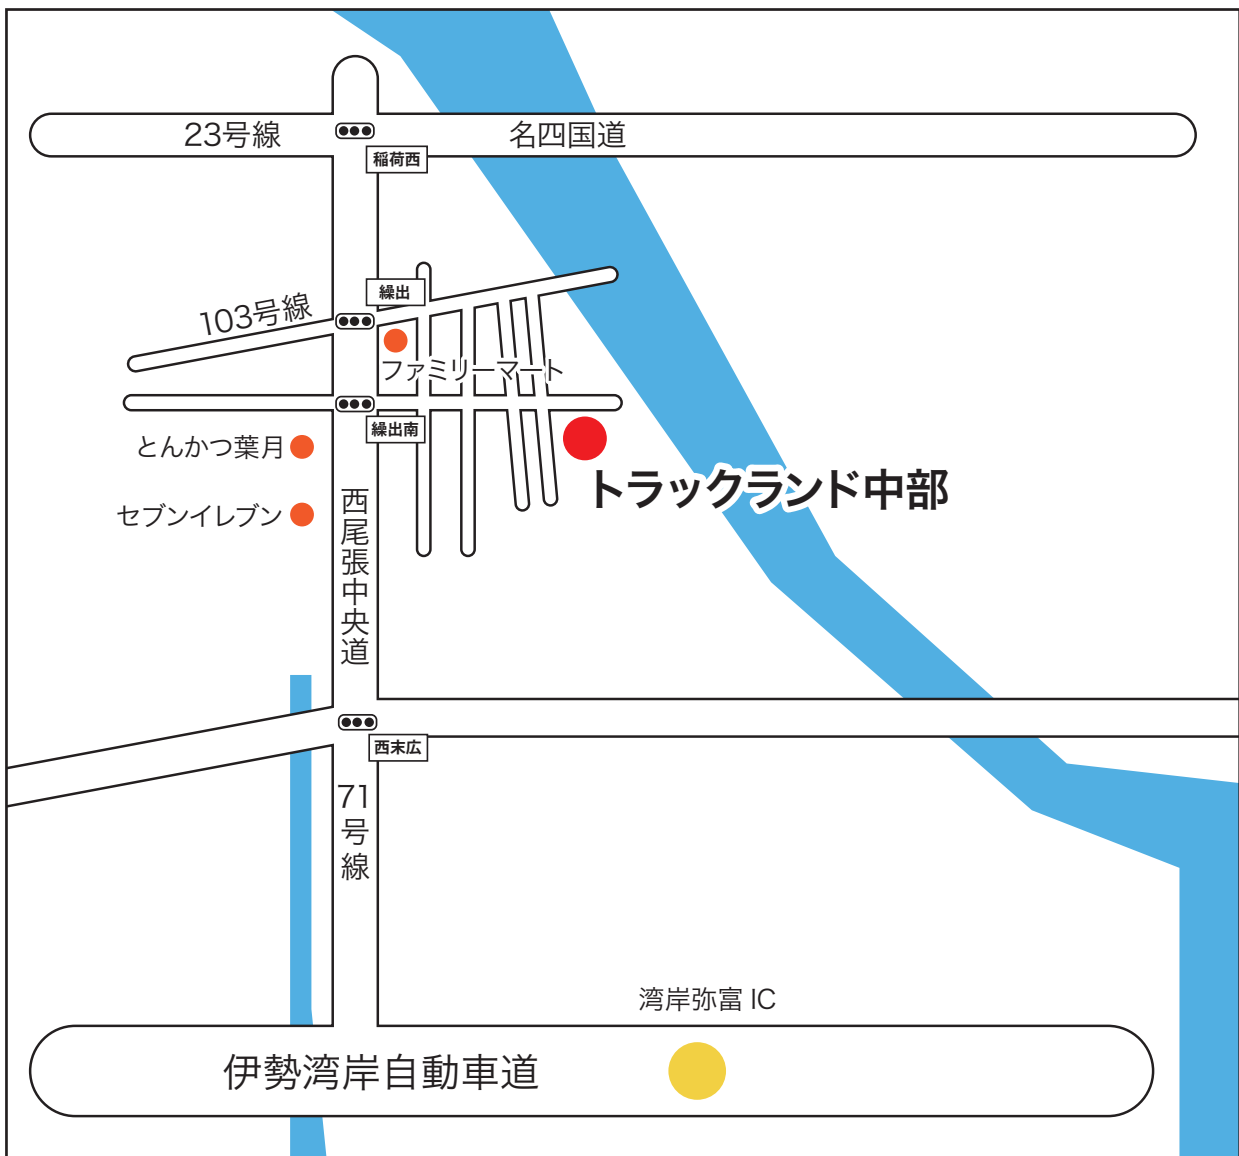 23号線
名四国道
稲荷西
繰出
103号線
ファミリーマート
繰出南
とんかつ葉月
トラックランド中部
セブンイレブン
西尾張中央道
西末広
71号線
湾岸弥富 IC
伊勢湾岸自動車道